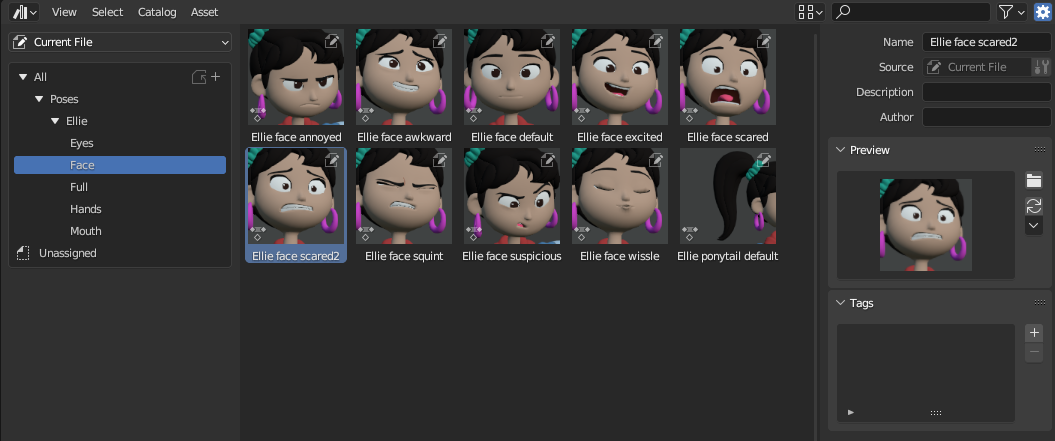 View Select Catalog Asset
Current File
All
Poses
Ellie
Eyes
Face
Full
Hands
Mouth
Unassigned
Ellie face annoyed Ellie face awkward Ellie face default Ellie face excited Ellie face scared
Ellie face scared2 Ellie face squint Ellie face suspicious Ellie face wissle Ellie ponytail default
Name Ellie face scared2
Source Current File
Description
Author
Preview
Tags